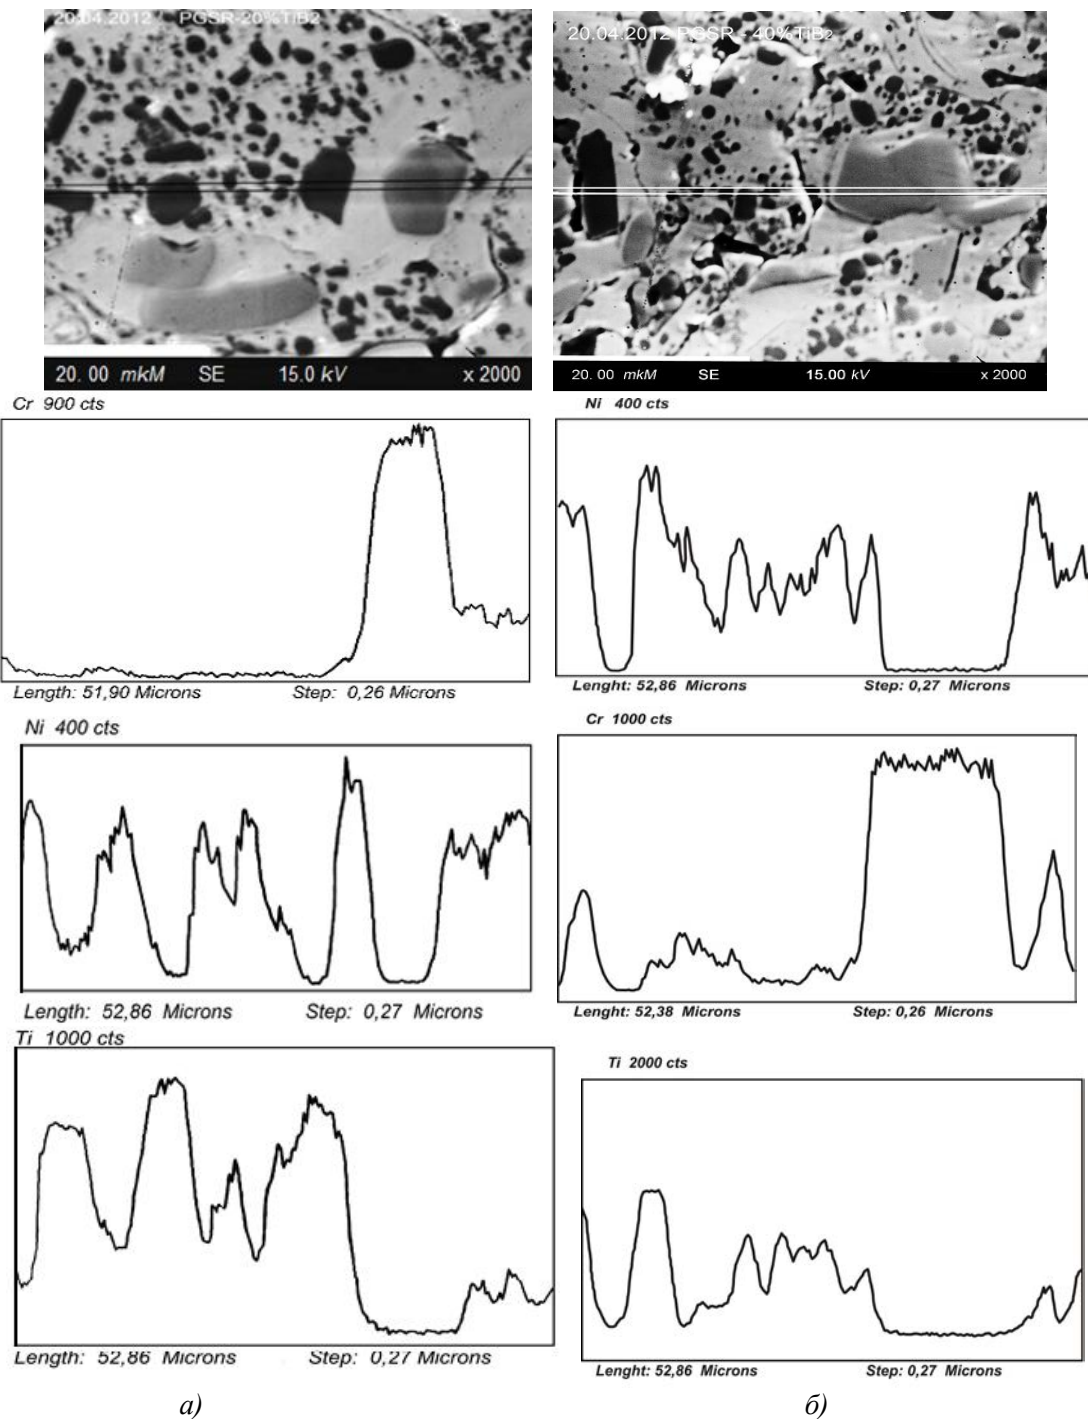 20.04.2012 PGSR-20%TiB2
20.04.2012 PGSR - 40%TiB2
20. 00 mkM SE 15.0 kV x 2000
20. 00 mkM SE 15.00 kV x 2000
Cr 900 cts
Length: 51,90 Microns Step: 0,26 Microns
Ni 400 cts
Length: 52,86 Microns Step: 0,27 Microns
Ti 1000 cts
Length: 52,86 Microns Step: 0,27 Microns
а)
Ni 400 cts
Lenght: 52,86 Microns Step: 0,27 Microns
Cr 1000 cts
Lenght: 52,38 Microns Step: 0,26 Microns
Ti 2000 cts
Lenght: 52,86 Microns Step: 0,27 Microns
б)